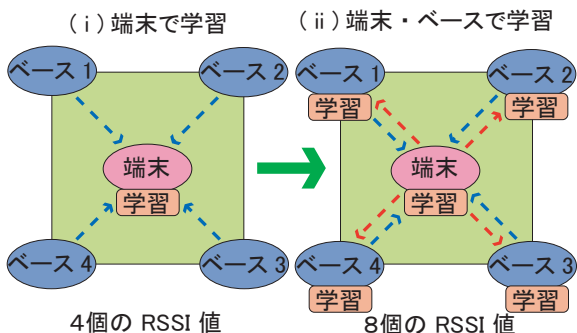 (ⅰ)端末で学習
ベース1
ベース2
端末
学習
ベース4
ベース3
4個の RSSI 値
(ⅱ)端末・ベースで学習
ベース1
学習
ベース2
学習
端末
学習
ベース4
学習
ベース3
学習
8個の RSSI 値